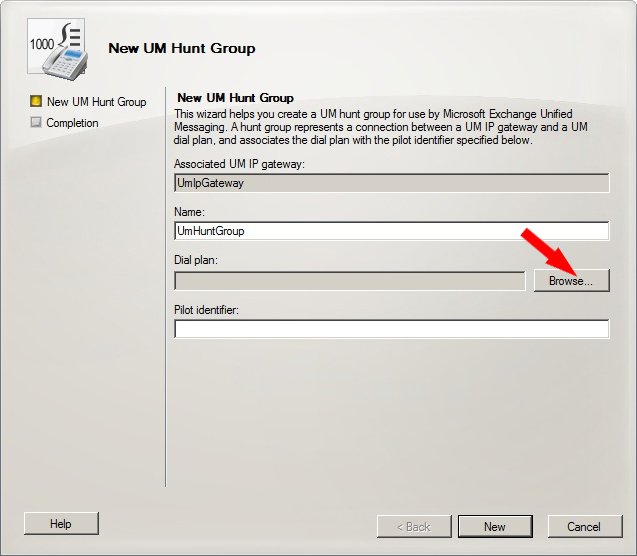 1000
New UM Hunt Group
New UM Hunt Group
Completion
New UM Hunt Group
This wizard helps you create a UM hunt group for use by Microsoft Exchange Unified
Messaging. A hunt group represents a connection between a UM IP gateway and a UM
dial plan, and associates the dial plan with the pilot identifier specified below.
Associated UM IP gateway:
UmIpGateway
Name:
UmHuntGroup
Dial plan:
Browse...
Pilot identifier:
Help
< Back
New
Cancel